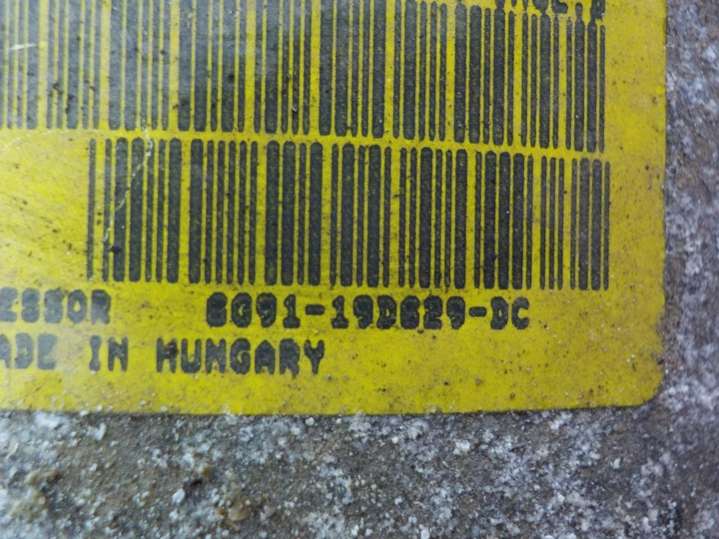 ESSOR 6G91-19D629-DC
ADE IN HUNGARY